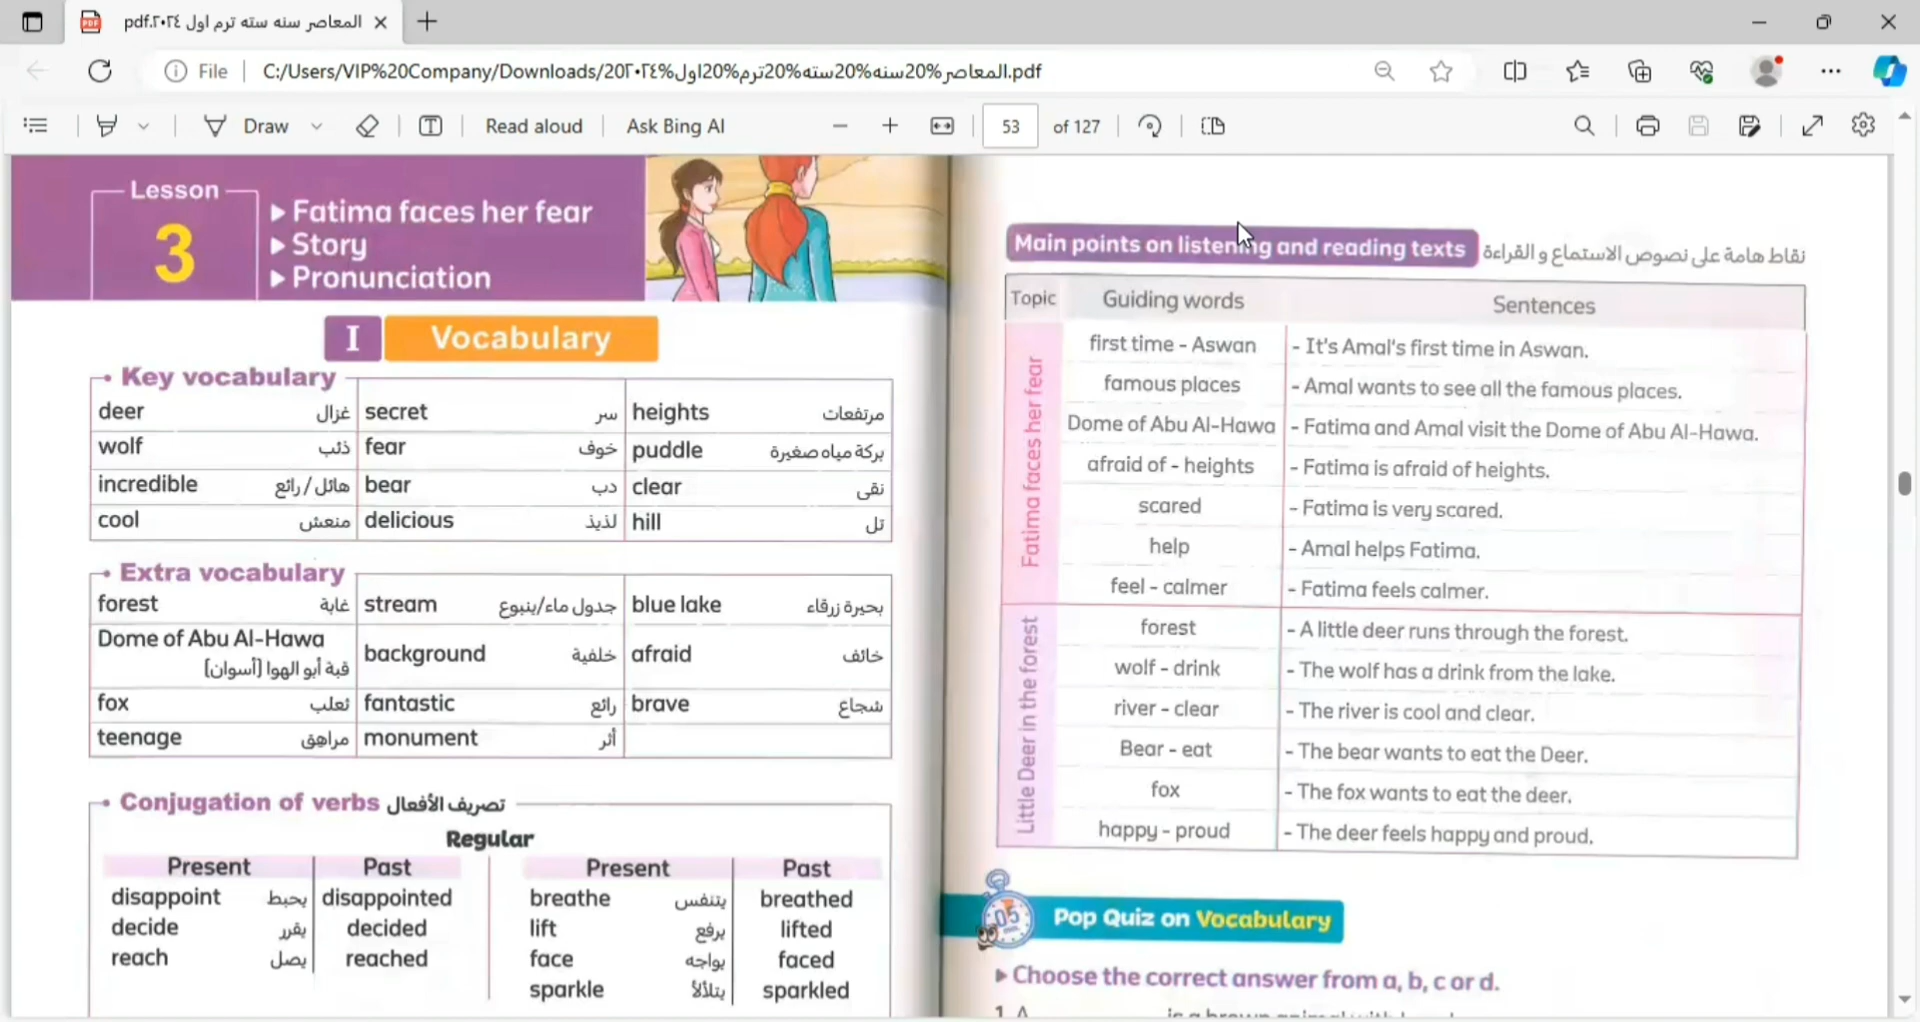 المعاصر سنه سته ترم اول ٢٠٢٤.pdf
File
C:/Users/VIP%20Company/Downloads/المعاصر%20سنه%20سته%20ترم%20اول%20٢٠٢٤.pdf
Draw
Read aloud
Ask Bing AI
53 of 127
Lesson
3
Fatima faces her fear
Story
Pronunciation
I Vocabulary
• Key vocabulary
deer غزال secret سر heights مرتفعات
wolf ذئب fear خوف puddle بركة مياه صغيرة
incredible هائل/رائع bear دب clear نقى
cool منعش delicious لذيذ hill تل
• Extra vocabulary
forest غابة stream جدول ماء/ينبوع blue lake بحيرة زرقاء
Dome of Abu Al-Hawa
قبة أبو الهوا (أسوان) background خلفية afraid خائف
fox ثعلب fantastic رائع brave شجاع
teenage مراهق monument أثر
• Conjugation of verbs تصريف الأفعال
Regular
Present Past Present Past
disappoint يحبط disappointed breathe يتنفس breathed
decide يقرر decided lift يرفع lifted
reach يصل reached face يواجه faced
sparkle يتلألأ sparkled
Main points on listening and reading texts نقاط هامة على نصوص الاستماع و القراءة
Topic Guiding words Sentences
Fatima faces her fear
first time - Aswan - It's Amal's first time in Aswan.
famous places - Amal wants to see all the famous places.
Dome of Abu Al-Hawa - Fatima and Amal visit the Dome of Abu Al-Hawa.
afraid of - heights - Fatima is afraid of heights.
scared - Fatima is very scared.
help - Amal helps Fatima.
feel - calmer - Fatima feels calmer.
Little Deer in the forest
forest - A little deer runs through the forest.
wolf - drink - The wolf has a drink from the lake.
river - clear - The river is cool and clear.
Bear - eat - The bear wants to eat the Deer.
fox - The fox wants to eat the deer.
happy - proud - The deer feels happy and proud.
05
Pop Quiz on Vocabulary
Choose the correct answer from a, b, c or d.